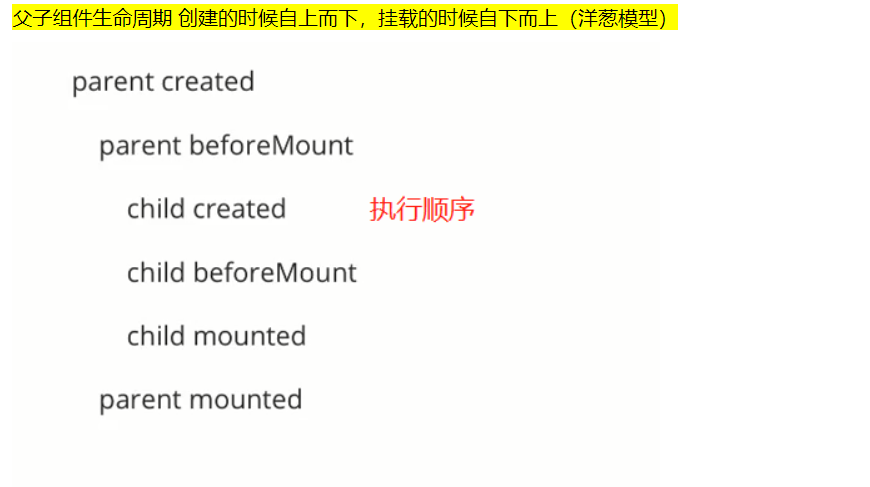 父子组件生命周期 创建的时候自上而下，挂载的时候自下而上（洋葱模型）
parent created
parent beforeMount
child created 执行顺序
child beforeMount
child mounted
parent mounted